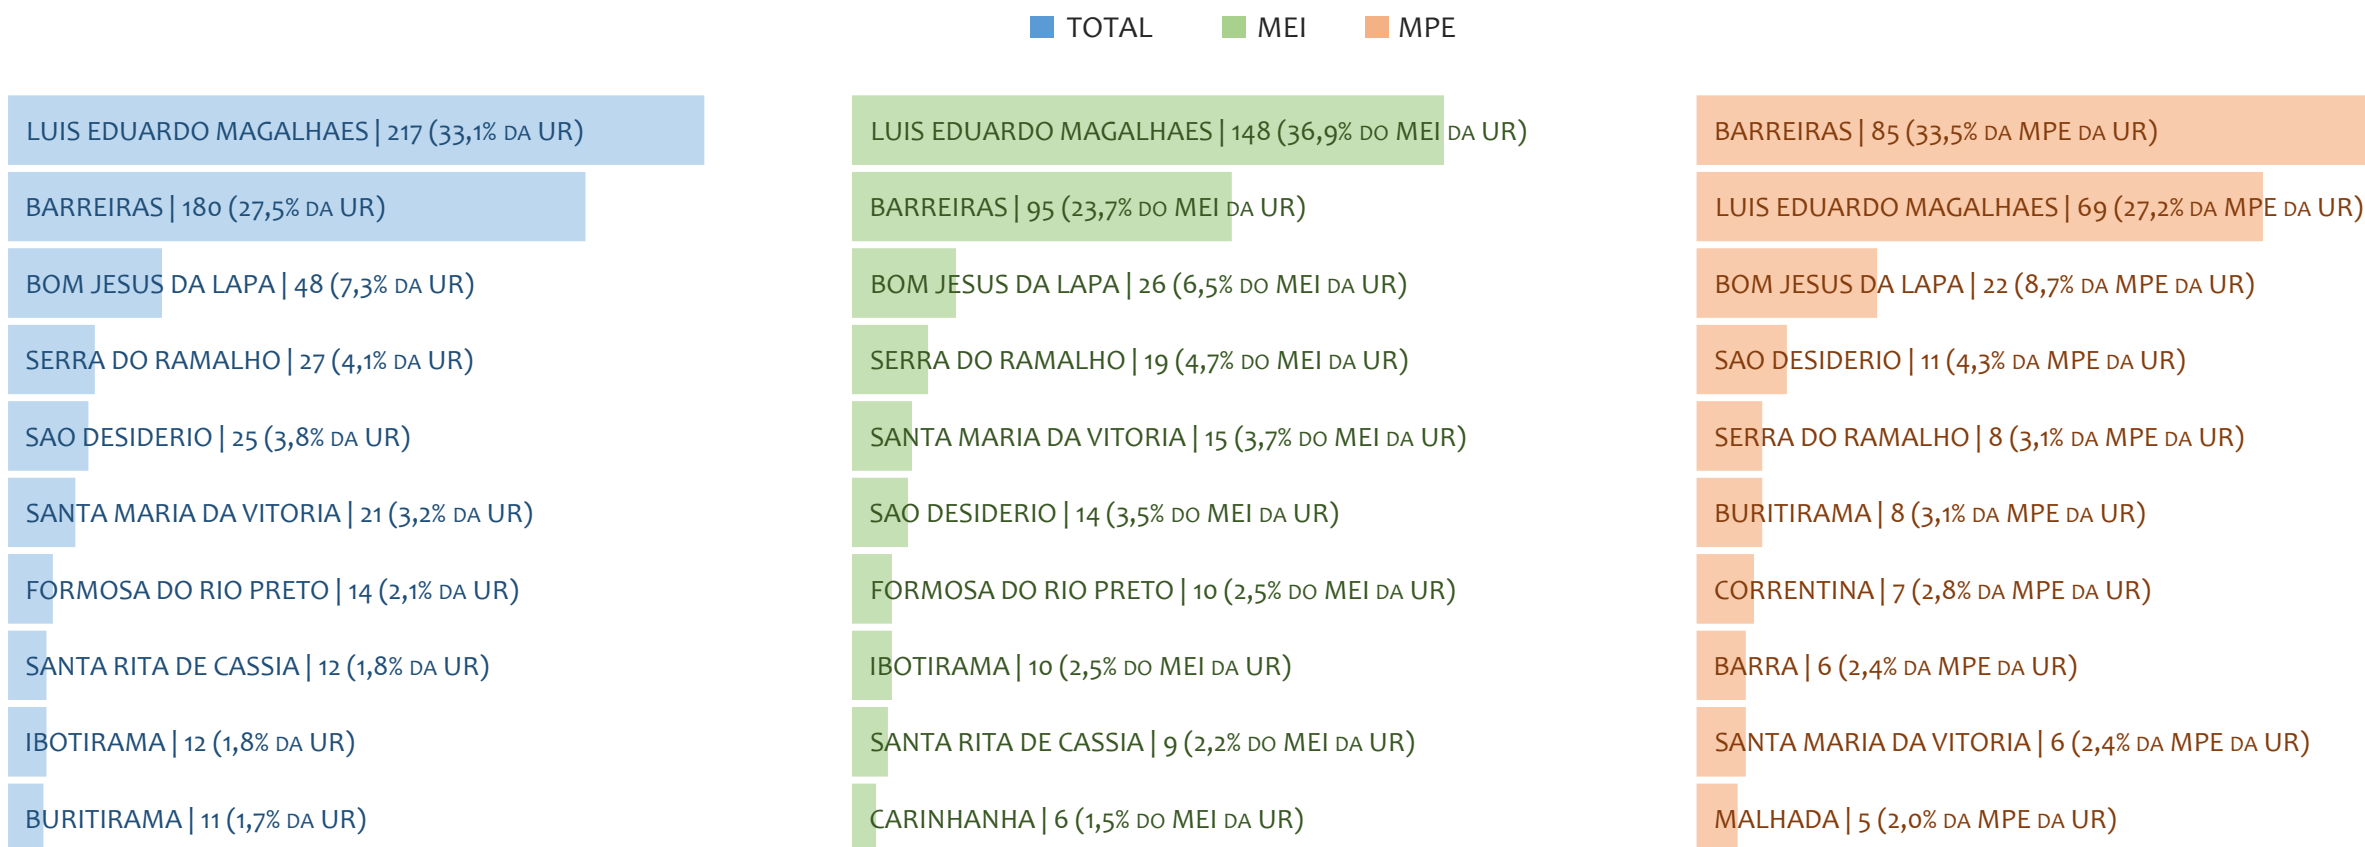 TOTAL MEI MPE
LUIS EDUARDO MAGALHAES | 217 (33,1% DA UR)
BARREIRAS | 180 (27,5% DA UR)
BOM JESUS DA LAPA | 48 (7,3% DA UR)
SERRA DO RAMALHO | 27 (4,1% DA UR)
SAO DESIDERIO | 25 (3,8% DA UR)
SANTA MARIA DA VITORIA | 21 (3,2% DA UR)
FORMOSA DO RIO PRETO | 14 (2,1% DA UR)
SANTA RITA DE CASSIA | 12 (1,8% DA UR)
IBOTIRAMA | 12 (1,8% DA UR)
BURITIRAMA | 11 (1,7% DA UR)
LUIS EDUARDO MAGALHAES | 148 (36,9% DO MEI DA UR)
BARREIRAS | 95 (23,7% DO MEI DA UR)
BOM JESUS DA LAPA | 26 (6,5% DO MEI DA UR)
SERRA DO RAMALHO | 19 (4,7% DO MEI DA UR)
SANTA MARIA DA VITORIA | 15 (3,7% DO MEI DA UR)
SAO DESIDERIO | 14 (3,5% DO MEI DA UR)
FORMOSA DO RIO PRETO | 10 (2,5% DO MEI DA UR)
IBOTIRAMA | 10 (2,5% DO MEI DA UR)
SANTA RITA DE CASSIA | 9 (2,2% DO MEI DA UR)
CARINHANHA | 6 (1,5% DO MEI DA UR)
BARREIRAS | 85 (33,5% DA MPE DA UR)
LUIS EDUARDO MAGALHAES | 69 (27,2% DA MPE DA UR)
BOM JESUS DA LAPA | 22 (8,7% DA MPE DA UR)
SAO DESIDERIO | 11 (4,3% DA MPE DA UR)
SERRA DO RAMALHO | 8 (3,1% DA MPE DA UR)
BURITIRAMA | 8 (3,1% DA MPE DA UR)
CORRENTINA | 7 (2,8% DA MPE DA UR)
BARRA | 6 (2,4% DA MPE DA UR)
SANTA MARIA DA VITORIA | 6 (2,4% DA MPE DA UR)
MALHADA | 5 (2,0% DA MPE DA UR)